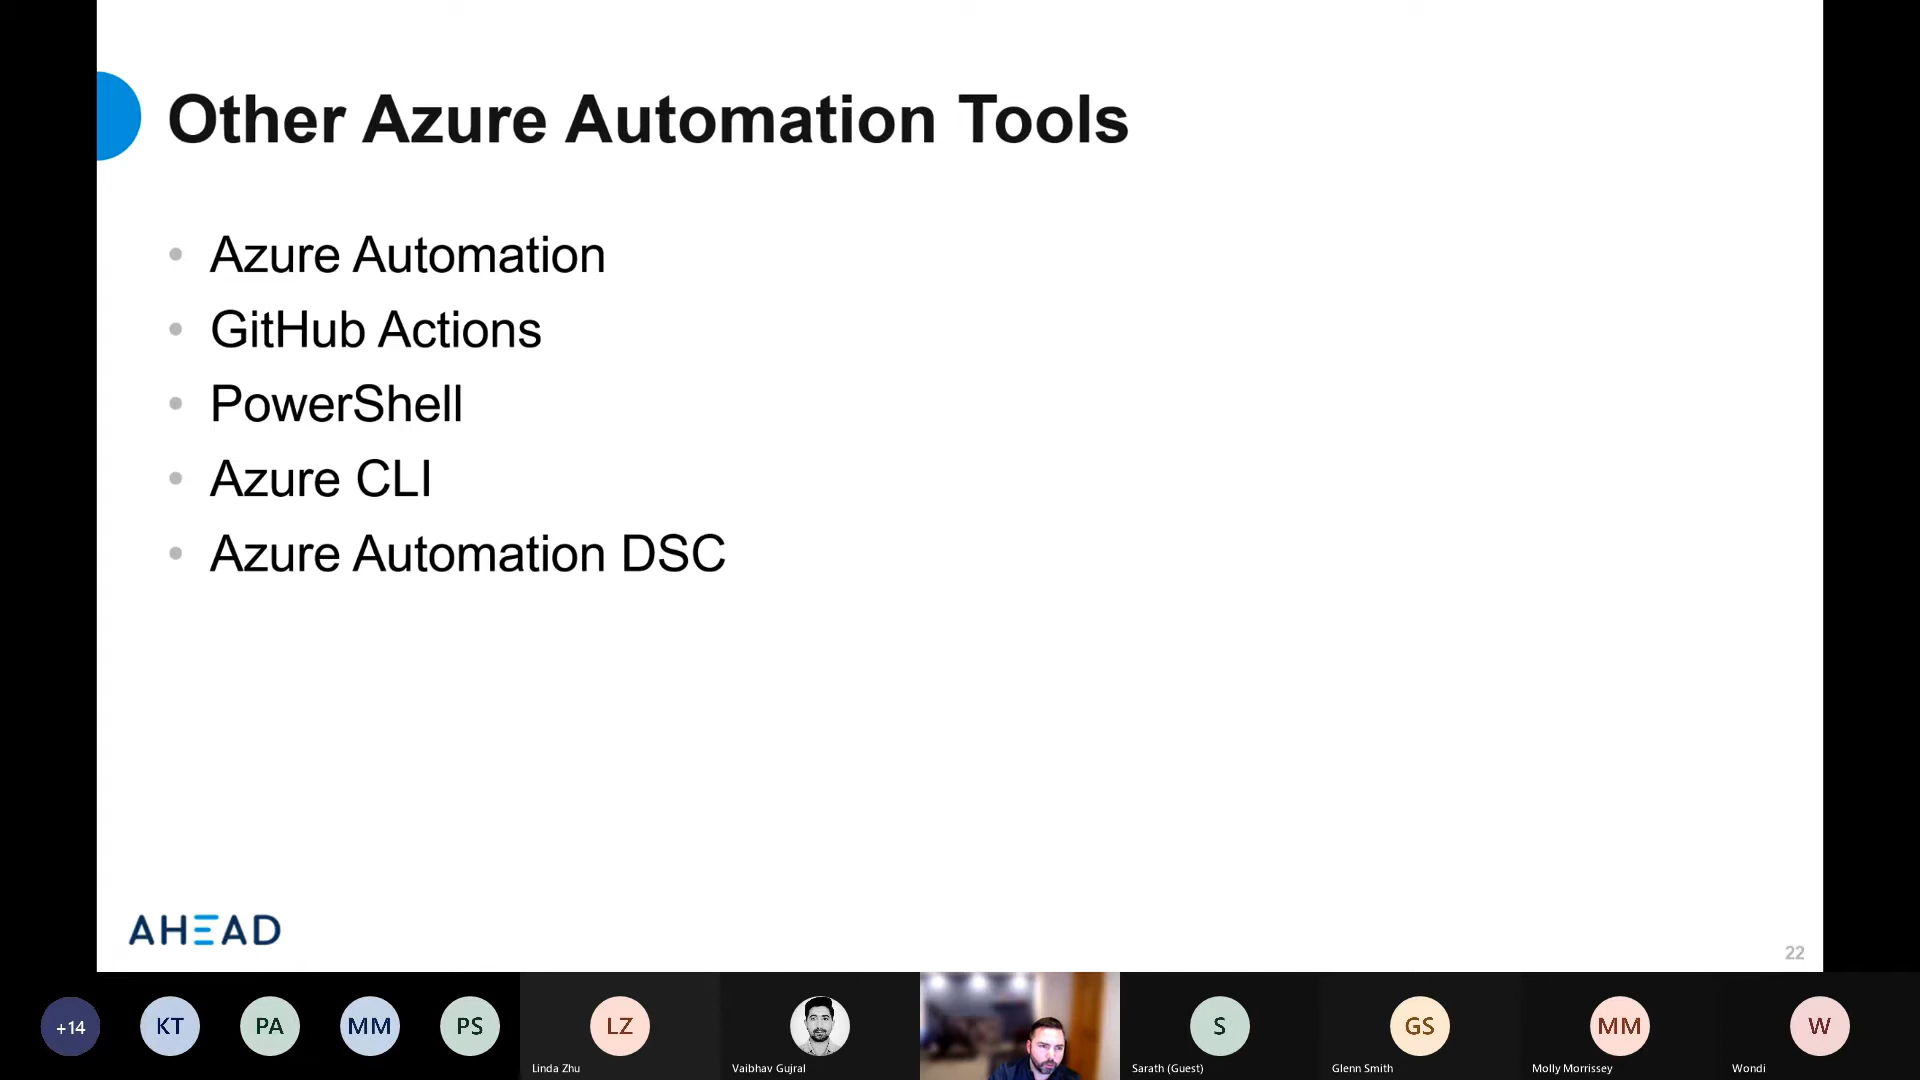 Other Azure Automation Tools
Azure Automation
GitHub Actions
PowerShell
Azure CLI
Azure Automation DSC
AHEAD
22
+14
KT
PA
MM
PS
LZ
Linda Zhu
Vaibhav Gujral
S
Sarath (Guest)
GS
Glenn Smith
MM
Molly Morrissey
W
Wondi